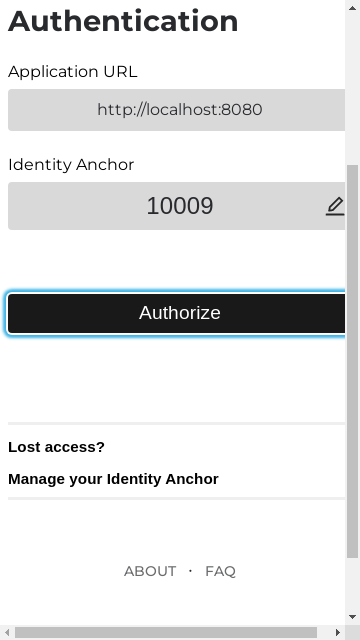 Authentication
Application URL
http://localhost:8080
Identity Anchor
10009
Authorize
Lost access?
Manage your Identity Anchor
ABOUT · FAQ